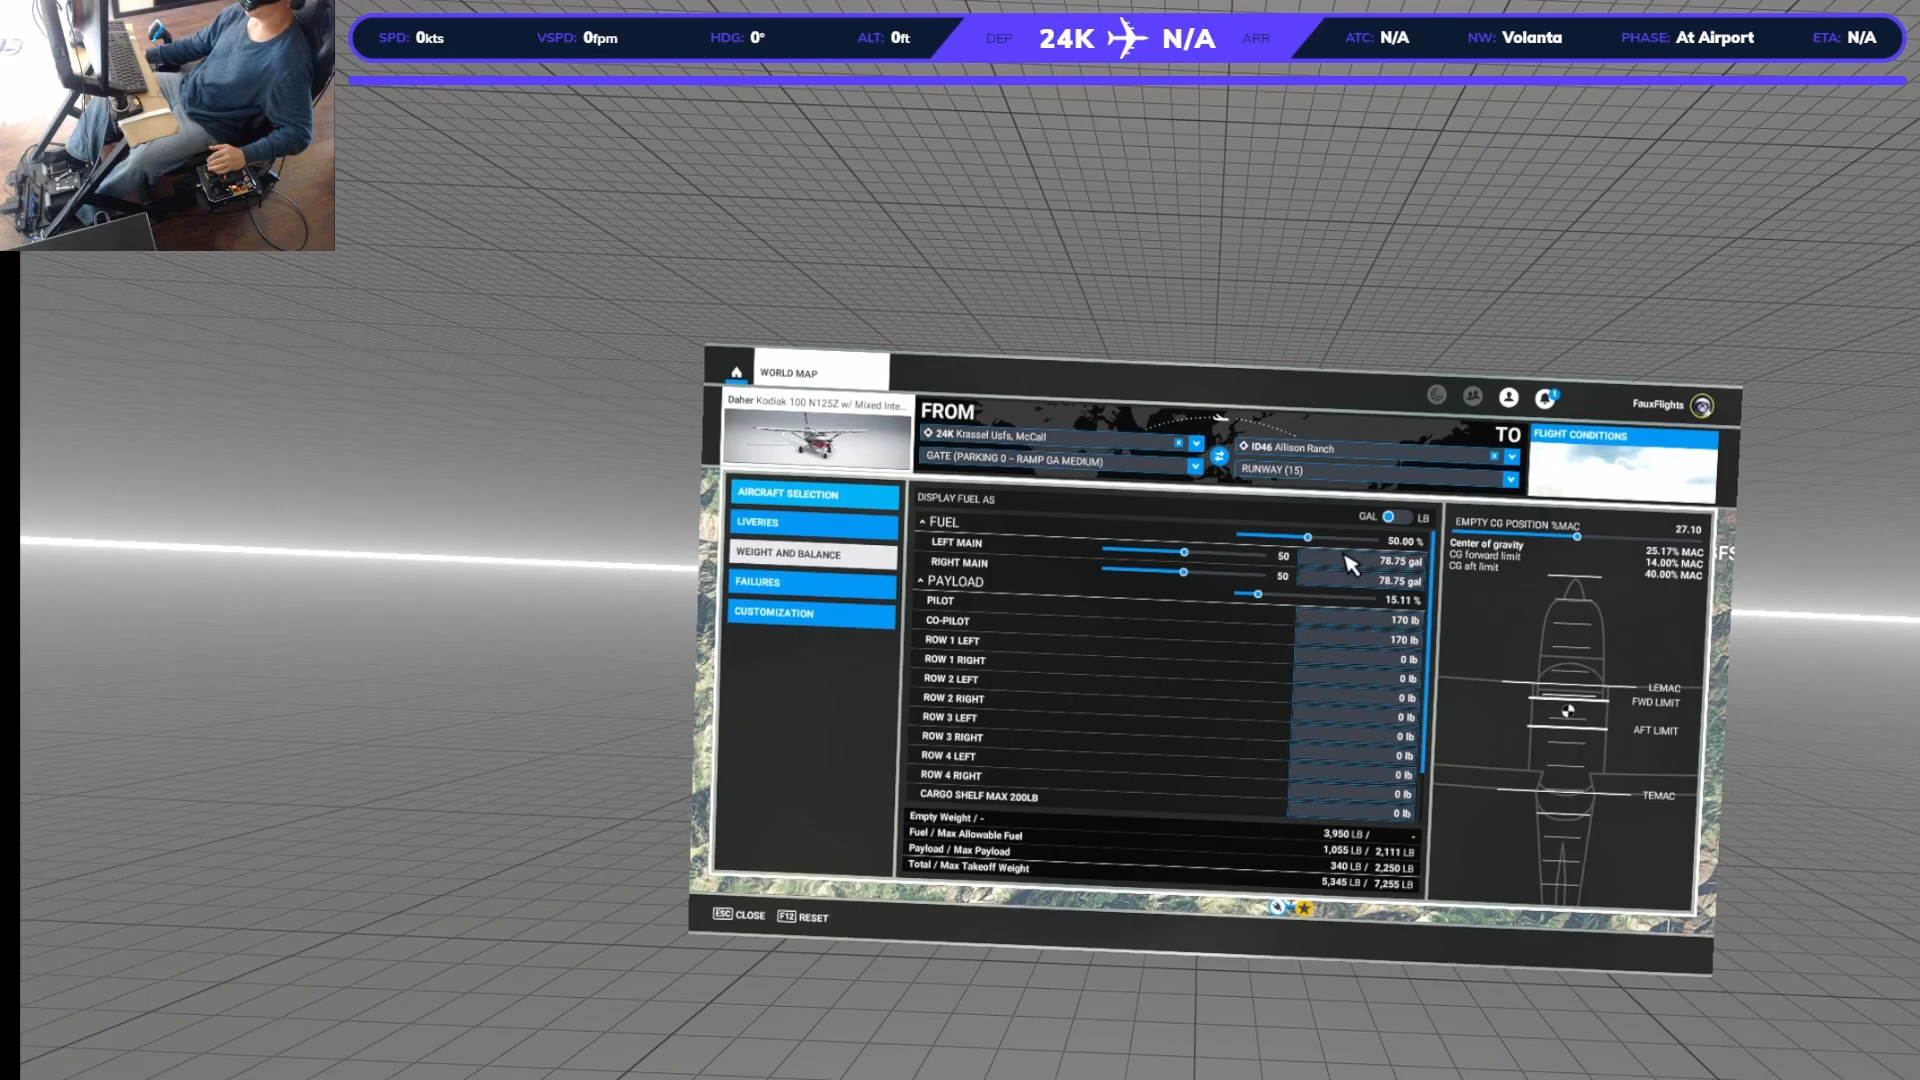 SPD: 0kts
VSPD: 0fpm
HDG: 0°
ALT: 0ft
DEP 24K N/A ARR
ATC: N/A
NW: Volanta
PHASE: At Airport
ETA: N/A
WORLD MAP
1
FauxFlights
Daher Kodiak 100 N125Z w/ Mixed Inte...
FROM
24K Krassel Usfs, McCall
GATE (PARKING 0 – RAMP GA MEDIUM)
TO
ID46 Allison Ranch
RUNWAY (15)
FLIGHT CONDITIONS
AIRCRAFT SELECTION
LIVERIES
WEIGHT AND BALANCE
FAILURES
CUSTOMIZATION
DISPLAY FUEL AS
GAL LB
FUEL 50.00 %
LEFT MAIN 50 78.75 gal
RIGHT MAIN 50 78.75 gal
PAYLOAD 15.11 %
PILOT 170 lb
CO-PILOT 170 lb
ROW 1 LEFT 0 lb
ROW 1 RIGHT 0 lb
ROW 2 LEFT 0 lb
ROW 2 RIGHT 0 lb
ROW 3 LEFT 0 lb
ROW 3 RIGHT 0 lb
ROW 4 LEFT 0 lb
ROW 4 RIGHT 0 lb
CARGO SHELF MAX 200LB 0 lb
Empty Weight / - 3,950 LB / -
Fuel / Max Allowable Fuel 1,055 LB / 2,111 LB
Payload / Max Payload 340 LB / 2,250 LB
Total / Max Takeoff Weight 5,345 LB / 7,255 LB
EMPTY CG POSITION %MAC 27.10
Center of gravity 25.17% MAC
CG forward limit 14.00% MAC
CG aft limit 40.00% MAC
LEMAC
FWD LIMIT
AFT LIMIT
TEMAC
ESC CLOSE
F12 RESET